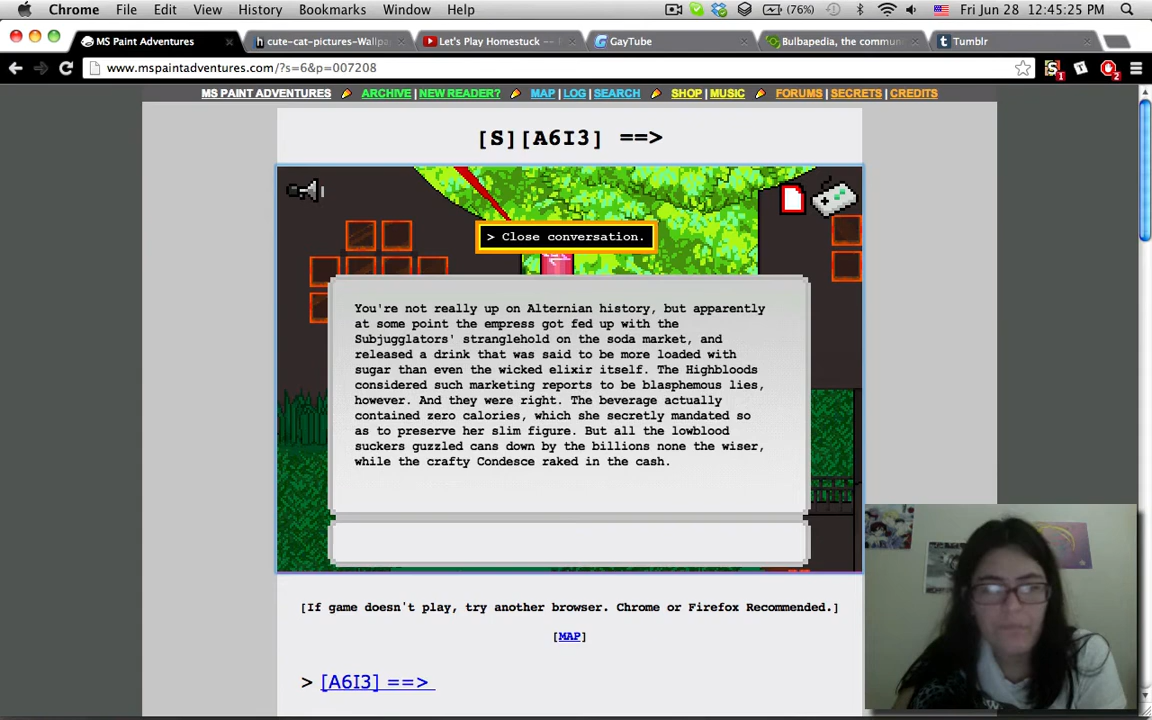 Chrome File Edit View History Bookmarks Window Help (76%) Fri Jun 28 12:45:25 PM
MS Paint Adventures cute-cat-pictures-Wallpa Let's Play Homestuck -- GayTube Bulbapedia, the commun Tumblr
www.mspaintadventures.com/?s=6&p=007208
MS PAINT ADVENTURES ARCHIVE | NEW READER? MAP | LOG | SEARCH SHOP | MUSIC FORUMS | SECRETS | CREDITS
[S][A6I3] ==>
> Close conversation.
You're not really up on Alternian history, but apparently
at some point the empress got fed up with the
Subjugglators' stranglehold on the soda market, and
released a drink that was said to be more loaded with
sugar than even the wicked elixir itself. The Highbloods
considered such marketing reports to be blasphemous lies,
however. And they were right. The beverage actually
contained zero calories, which she secretly mandated so
as to preserve her slim figure. But all the lowblood
suckers guzzled cans down by the billions none the wiser,
while the crafty Condesce raked in the cash.
[If game doesn't play, try another browser. Chrome or Firefox Recommended.]
[MAP]
> [A6I3] ==>